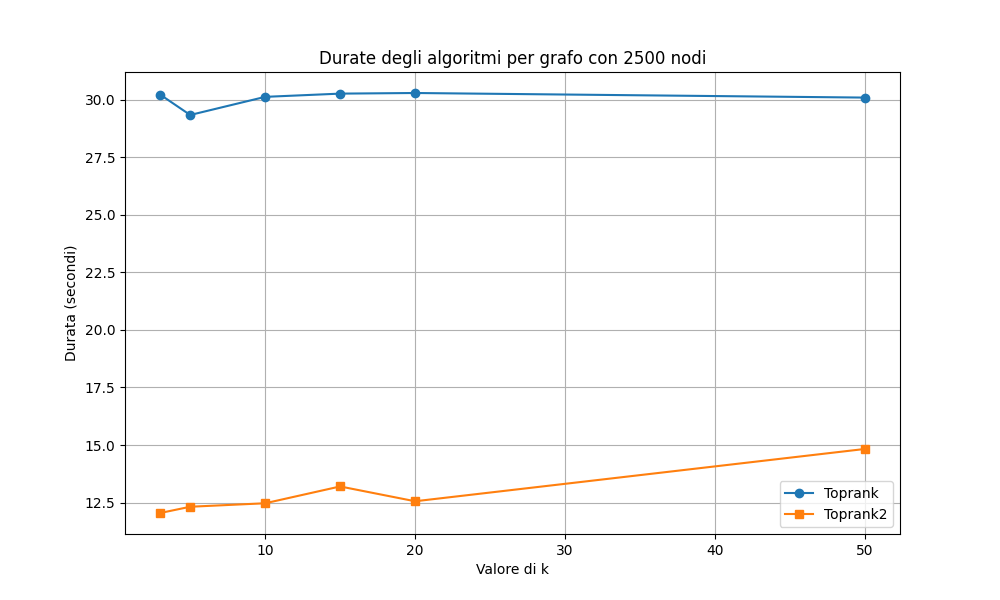 Durate degli algoritmi per grafo con 2500 nodi
Durata (secondi)
30.0
27.5
25.0
22.5
20.0
17.5
15.0
12.5
10 20 30 40 50
Valore di k
Toprank
Toprank2